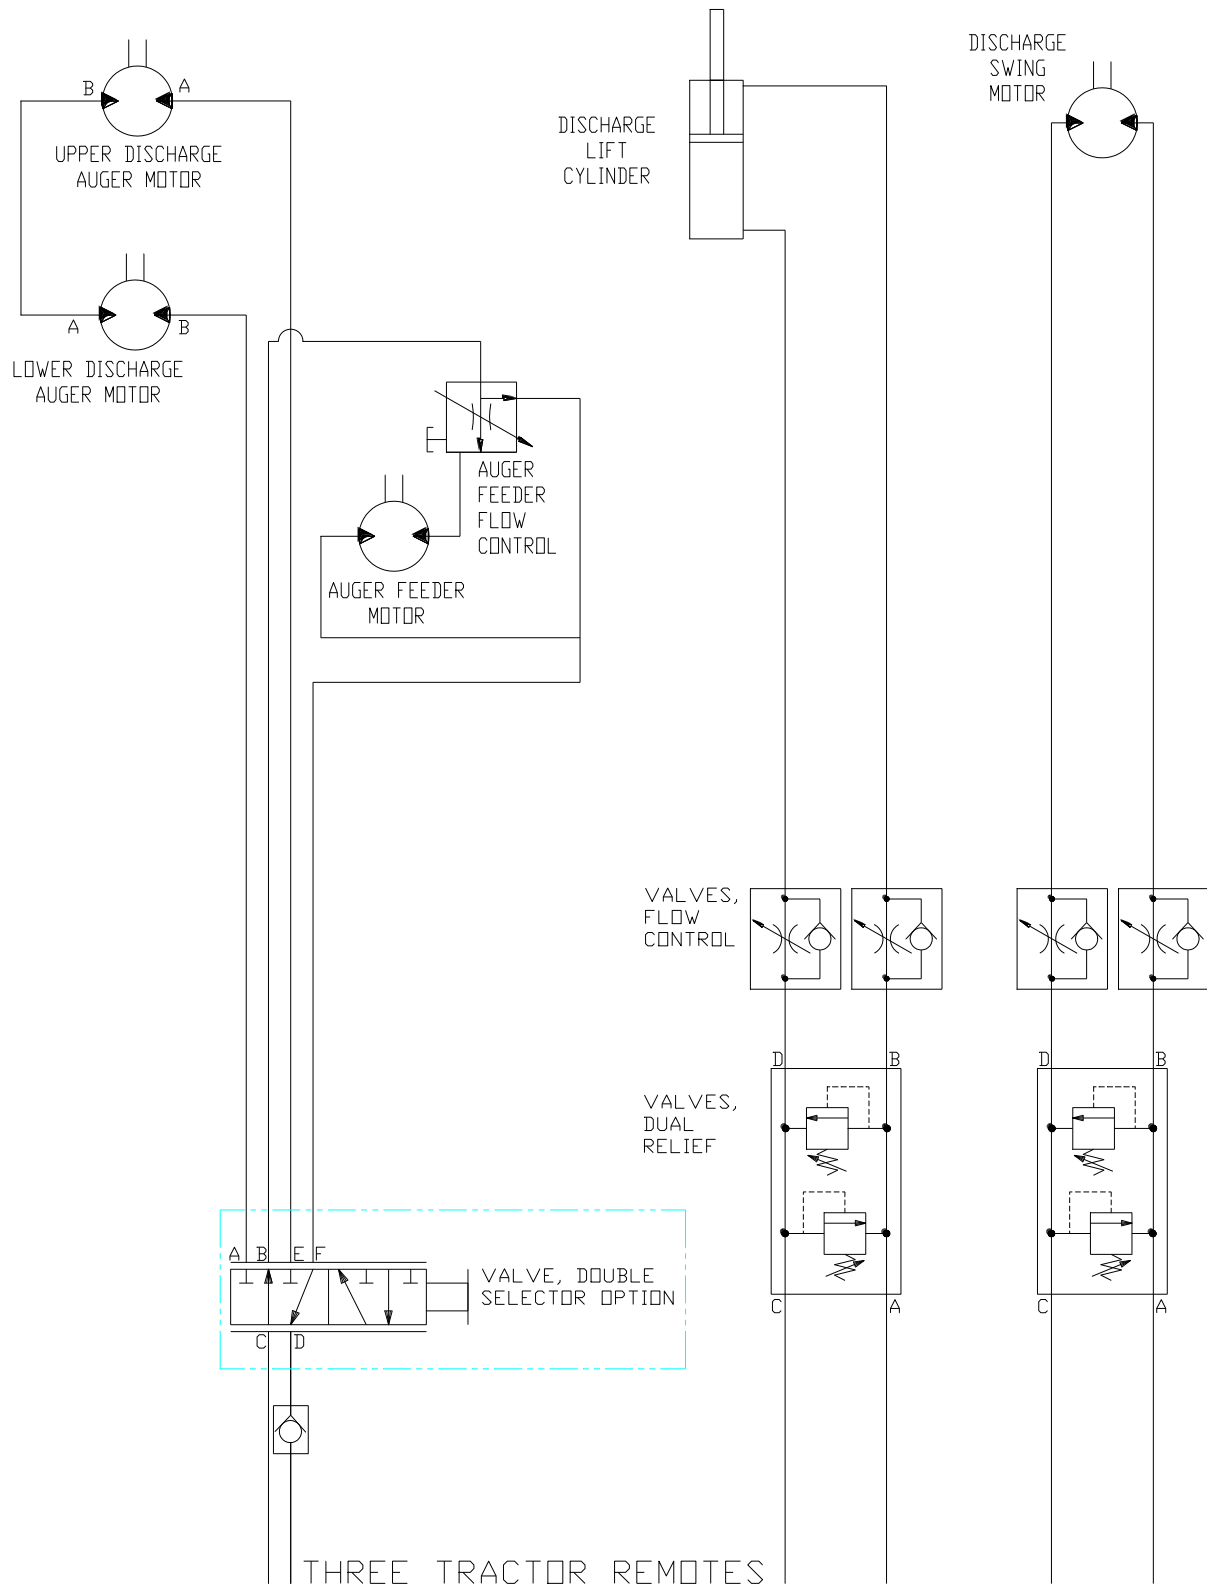 B
A
UPPER DISCHARGE
AUGER MOTOR
A
B
LOWER DISCHARGE
AUGER MOTOR
AUGER
FEEDER
FLOW
CONTROL
AUGER FEEDER
MOTOR
DISCHARGE
LIFT
CYLINDER
DISCHARGE
SWING
MOTOR
VALVES,
FLOW
CONTROL
D
B
D
B
VALVES,
DUAL
RELIEF
C
A
C
A
A B E F
VALVE, DOUBLE
SELECTOR OPTION
C D
THREE TRACTOR REMOTES